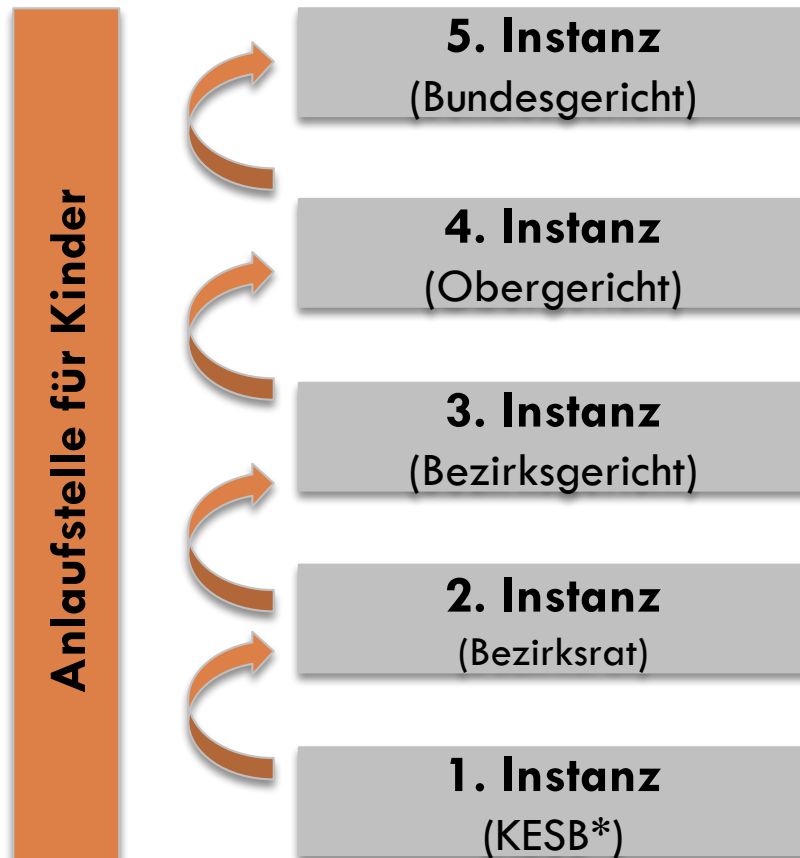 Anlaufstelle für Kinder
5. Instanz
(Bundesgericht)
4. Instanz
(Obergericht)
3. Instanz
(Bezirksgericht)
2. Instanz
(Bezirksrat)
1. Instanz
(KESB*)